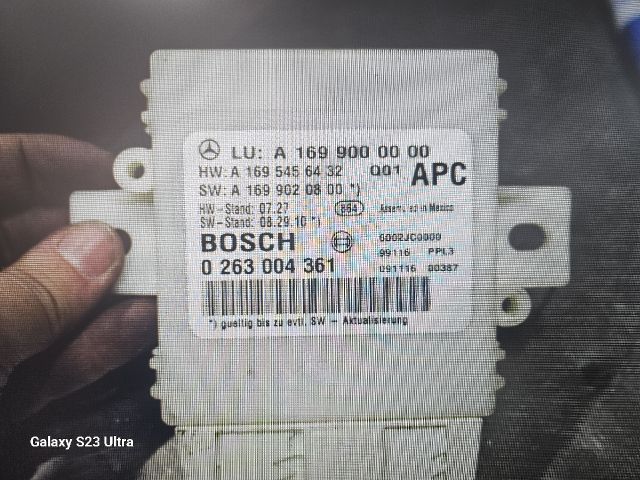 LU: A 169 900 00 00
HW: A 169 545 64 32 Q01 APC
SW: A 169 902 08 00 *)
HW-Stand: 07.27
SW-Stand: 08.29.10 *)
Assembled in Mexico
BOSCH
0 263 004 361
99116 PPL3
091116 00387
*) gueltig bis zu evtl. SW - Aktualisierung
Galaxy S23 Ultra